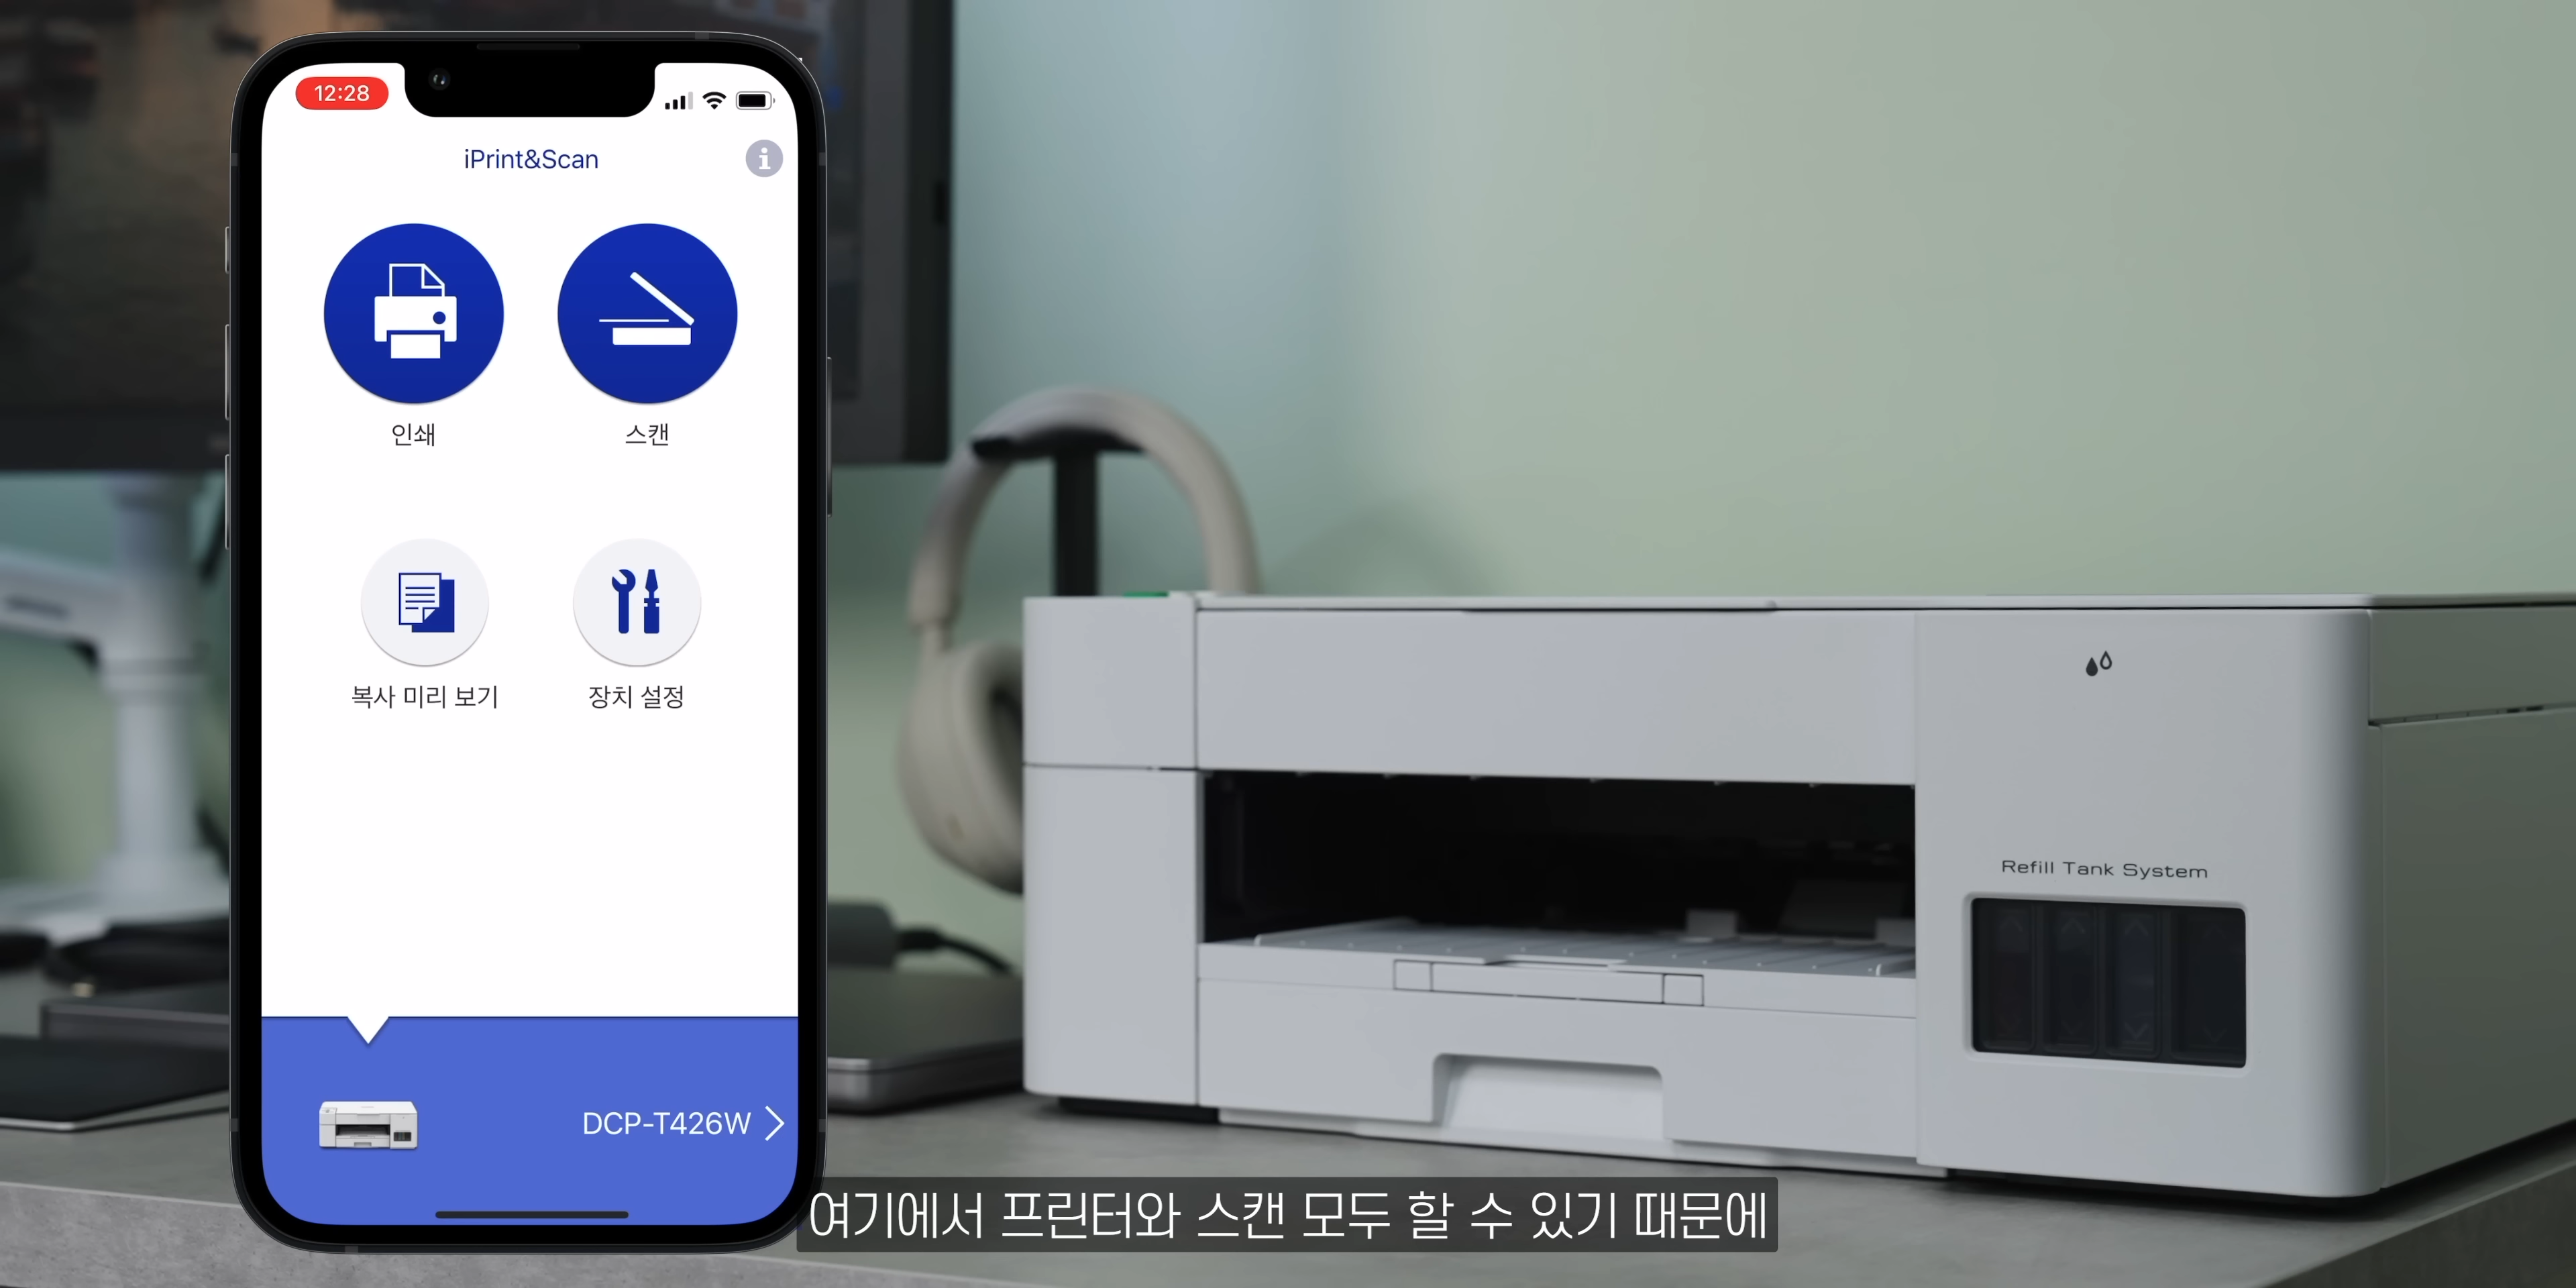 12:28
iPrint&Scan
인쇄
스캔
복사 미리 보기
장치 설정
DCP-T426W
Refill Tank System
여기에서 프린터와 스캔 모두 할 수 있기 때문에